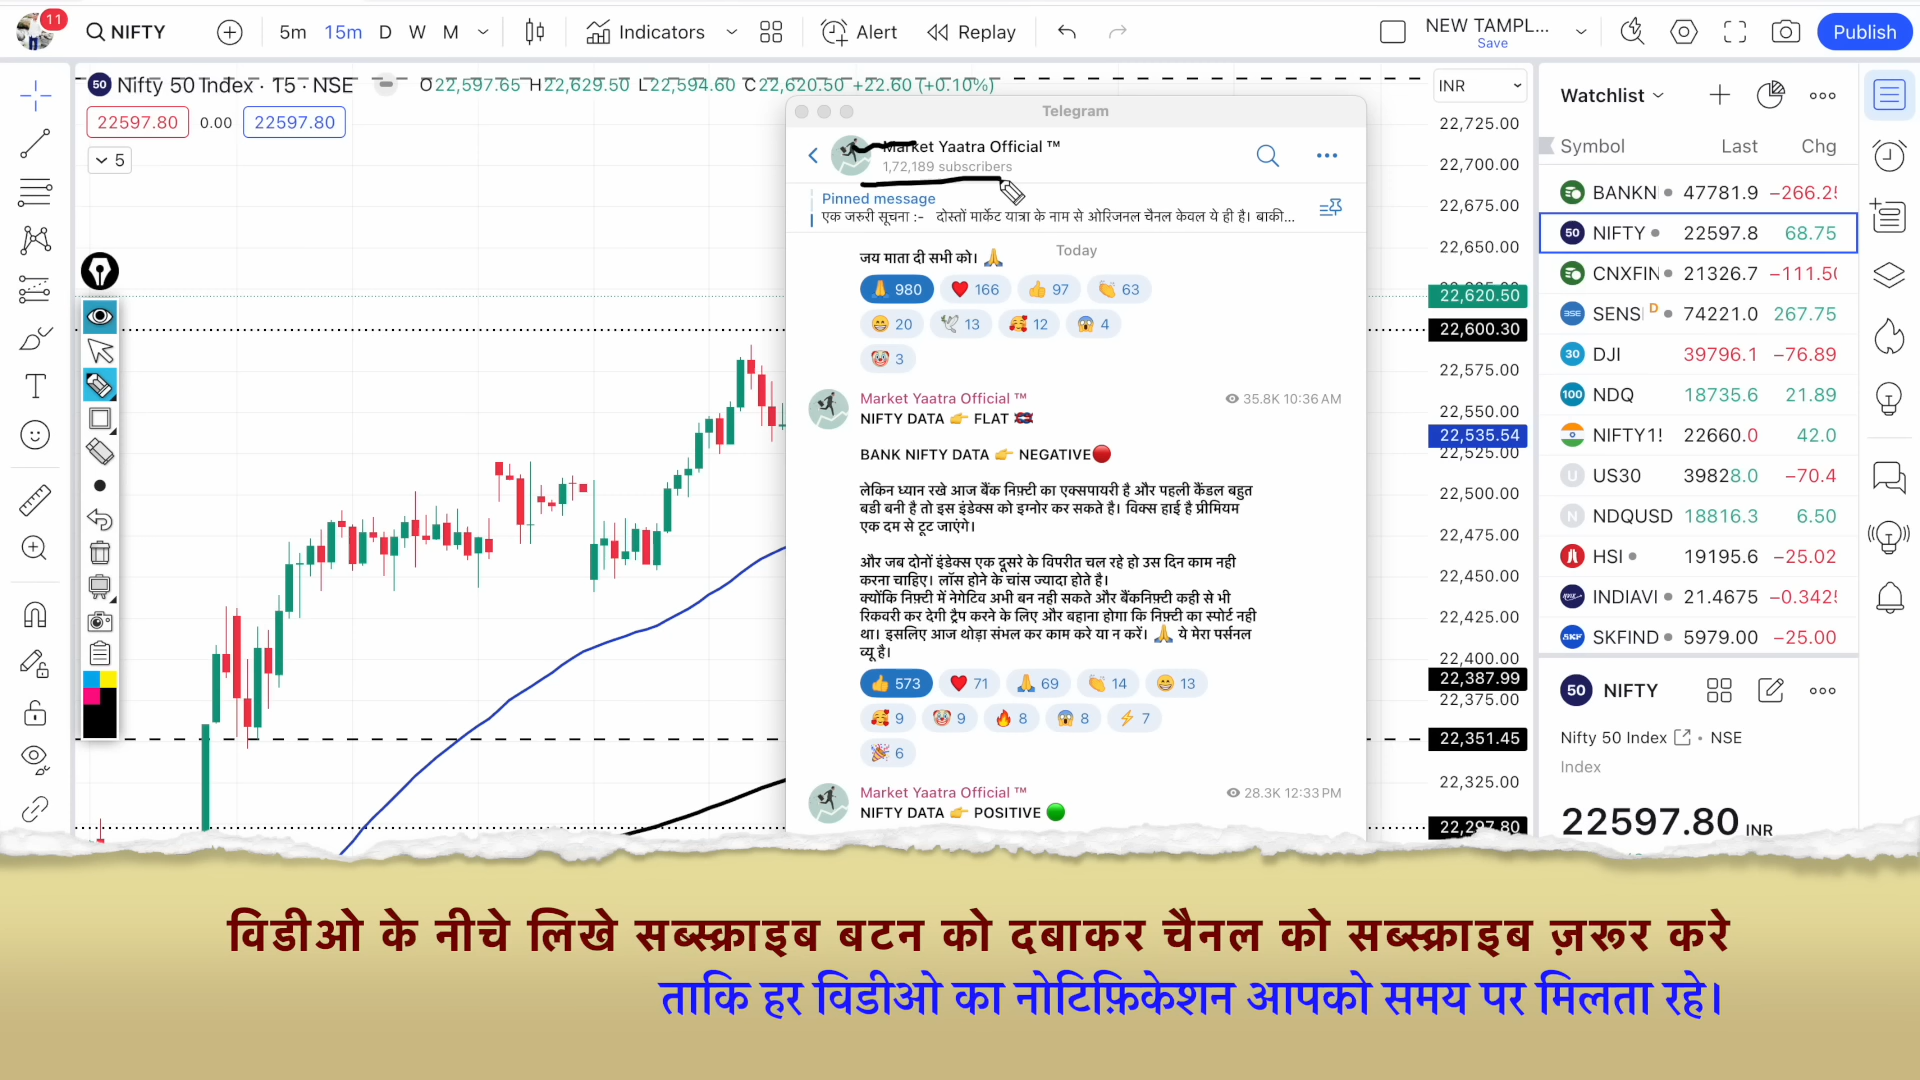 11
NIFTY
5m 15m D W M
Indicators
Alert
Replay
NEW TAMPL...
Save
Publish
50 Nifty 50 Index · 15 · NSE
O22,597.65 H22,629.50 L22,594.60 C22,620.50 +22.60 (+0.10%)
22597.80 0.00 22597.80
5
Telegram
Market Yaatra Official ™
1,72,189 subscribers
Pinned message
एक जरुरी सूचना :- दोस्तों मार्केट यात्रा के नाम से ओरिजनल चैनल केवल ये ही है। बाकी...
Today
जय माता दी सभी को। 🙏
🙏 980 ❤️ 166 👍 97 👏 63
😁 20 🕊 13 🥰 12 😱 4
🤡 3
Market Yaatra Official ™ 35.8K 10:36 AM
NIFTY DATA 👉 FLAT
BANK NIFTY DATA 👉 NEGATIVE🔴
लेकिन ध्यान रखे आज बैंक निफ़्टी का एक्सपायरी है और पहली कैंडल बहुत
बडी बनी है तो इस इंडेक्स को इग्नोर कर सकते है। विक्स हाई है प्रीमियम
एक दम से टूट जाएंगे।
और जब दोनों इंडेक्स एक दूसरे के विपरीत चल रहे हो उस दिन काम नही
करना चाहिए। लॉस होने के चांस ज्यादा होते है।
क्योंकि निफ़्टी में नेगेटिव अभी बन नही सकते और बैंकनिफ़्टी कही से भी
रिकवरी कर देगी ट्रैप करने के लिए और बहाना होगा कि निफ़्टी का स्पोर्ट नही
था। इसलिए आज थोड़ा संभल कर काम करे या न करें। 🙏 ये मेरा पर्सनल
व्यू है।
👍 573 ❤️ 71 🙏 69 👏 14 😁 13
🥰 9 🤡 9 🔥 8 😱 8 ⚡ 7
🎉 6
Market Yaatra Official ™ 28.3K 12:33 PM
NIFTY DATA 👉 POSITIVE 🟢
INR
22,725.00
22,700.00
22,675.00
22,650.00
22,620.50
22,600.30
22,575.00
22,550.00
22,535.54
22,525.00
22,500.00
22,475.00
22,450.00
22,425.00
22,400.00
22,387.99
22,375.00
22,351.45
22,325.00
22,297.80
Watchlist
Symbol Last Chg
BANKN 47781.9 −266.2
50 NIFTY 22597.8 68.75
CNXFIN 21326.7 −111.5
BSE SENS D 74221.0 267.75
30 DJI 39796.1 −76.89
100 NDQ 18735.6 21.89
NIFTY1! 22660.0 42.0
U US30 39828.0 −70.4
N NDQUSD 18816.3 6.50
HSI 19195.6 −25.02
INDIAVI 21.4675 −0.342
SKFIND 5979.00 −25.00
50 NIFTY
Nifty 50 Index • NSE
Index
22597.80 INR
विडीओ के नीचे लिखे सब्स्क्राइब बटन को दबाकर चैनल को सब्स्क्राइब ज़रूर करे
ताकि हर विडीओ का नोटिफ़िकेशन आपको समय पर मिलता रहे।